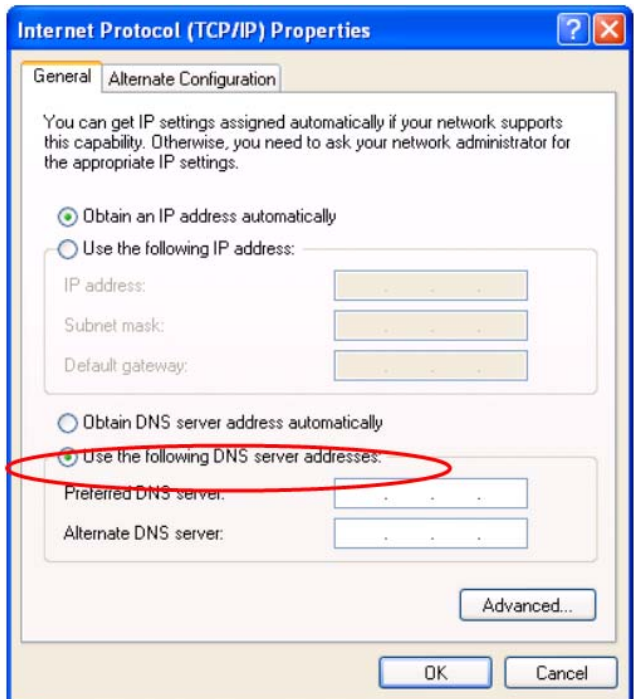 Internet Protocol (TCP/IP) Properties
General
Alternate Configuration
You can get IP settings assigned automatically if your network supports
this capability. Otherwise, you need to ask your network administrator for
the appropriate IP settings.
Obtain an IP address automatically
Use the following IP address:
IP address:
Subnet mask:
Default gateway:
Obtain DNS server address automatically
Use the following DNS server addresses:
Preferred DNS server:
Alternate DNS server:
Advanced...
OK
Cancel